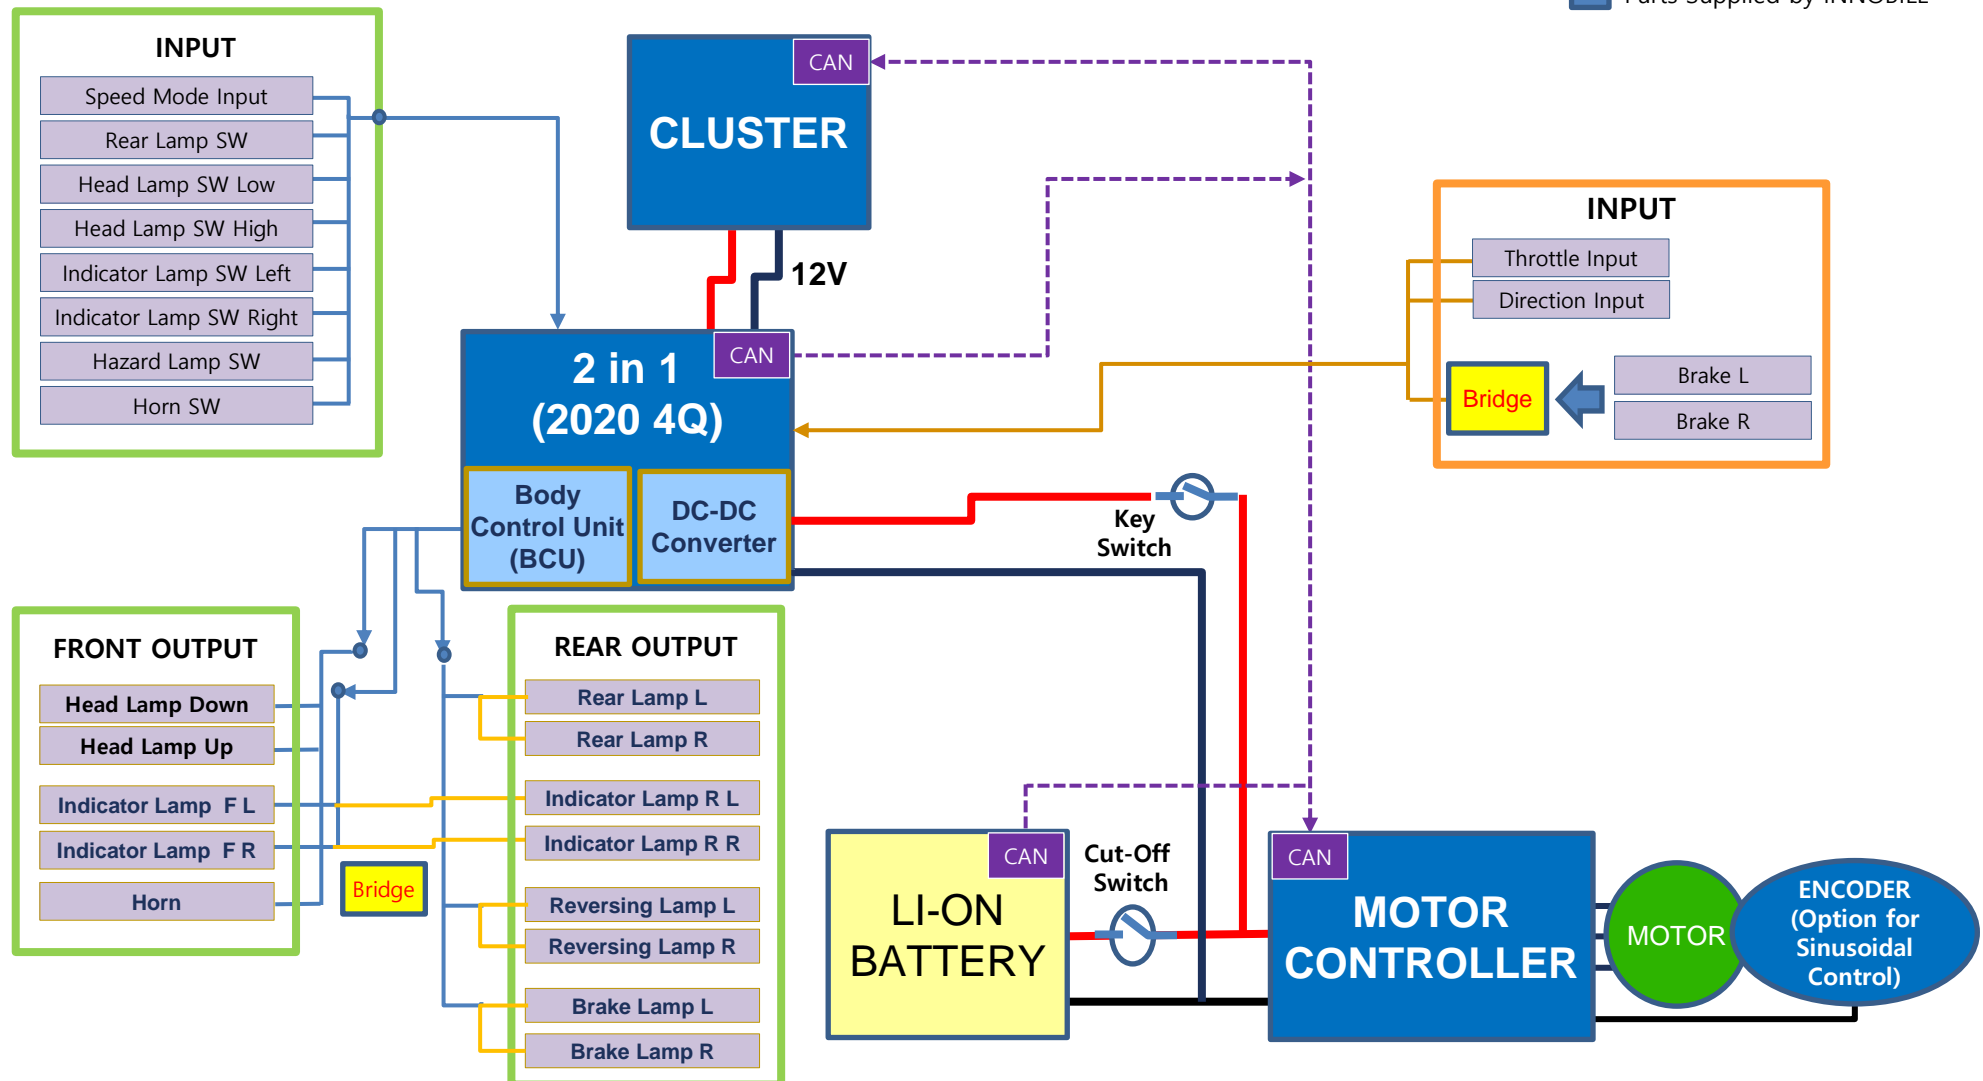 Parts Supplied by INNOBILE
INPUT
Speed Mode Input
Rear Lamp SW
Head Lamp SW Low
Head Lamp SW High
Indicator Lamp SW Left
Indicator Lamp SW Right
Hazard Lamp SW
Horn SW
CAN
CLUSTER
12V
CAN
2 in 1
(2020 4Q)
Body
Control Unit
(BCU)
DC-DC
Converter
INPUT
Throttle Input
Direction Input
Bridge
Brake L
Brake R
Key
Switch
FRONT OUTPUT
Head Lamp Down
Head Lamp Up
Indicator Lamp F L
Indicator Lamp F R
Horn
Bridge
REAR OUTPUT
Rear Lamp L
Rear Lamp R
Indicator Lamp R L
Indicator Lamp R R
Reversing Lamp L
Reversing Lamp R
Brake Lamp L
Brake Lamp R
CAN
LI-ON
BATTERY
Cut-Off
Switch
CAN
MOTOR
CONTROLLER
MOTOR
ENCODER
(Option for
Sinusoidal
Control)